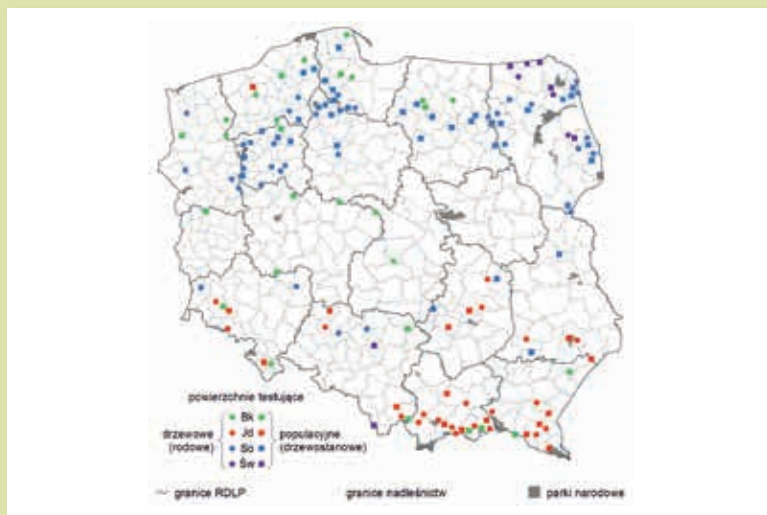 powierzchnie testujące
drzewowe (rodowe)
Bk
Jd
So
Św
populacyjne (drzewostanowe)
granice RDLP granice nadleśnictw parki narodowe